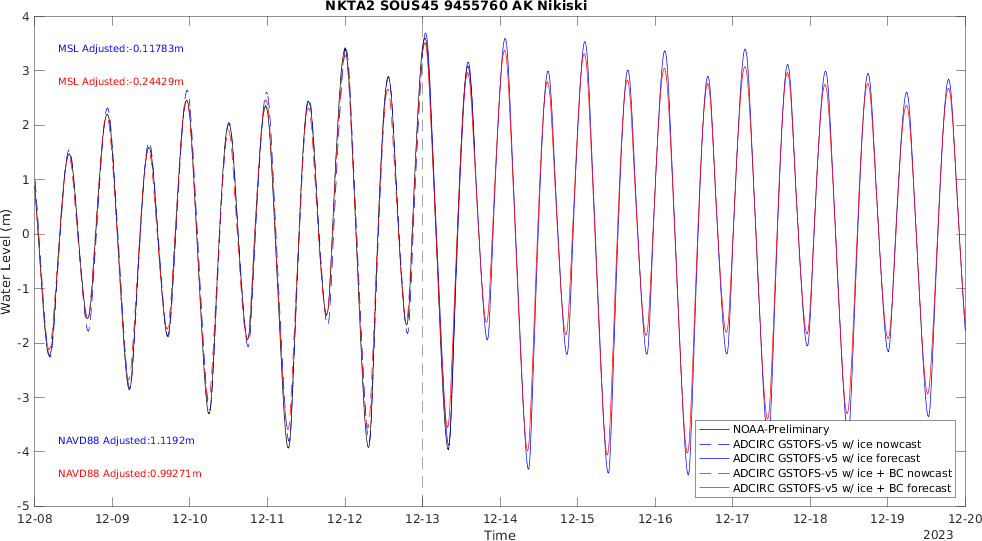 NKTA2 SOUS45 9455760 AK Nikiski
4
3
2
1
0
-1
-2
-3
-4
-5
Water Level (m)
MSL Adjusted:-0.11783m
MSL Adjusted:-0.24429m
NAVD88 Adjusted:1.1192m
NAVD88 Adjusted:0.99271m
NOAA-Preliminary
ADCIRC GSTOFS-v5 w/ ice nowcast
ADCIRC GSTOFS-v5 w/ ice forecast
ADCIRC GSTOFS-v5 w/ ice + BC nowcast
ADCIRC GSTOFS-v5 w/ ice + BC forecast
12-08 12-09 12-10 12-11 12-12 12-13 12-14 12-15 12-16 12-17 12-18 12-19 12-20
Time
2023